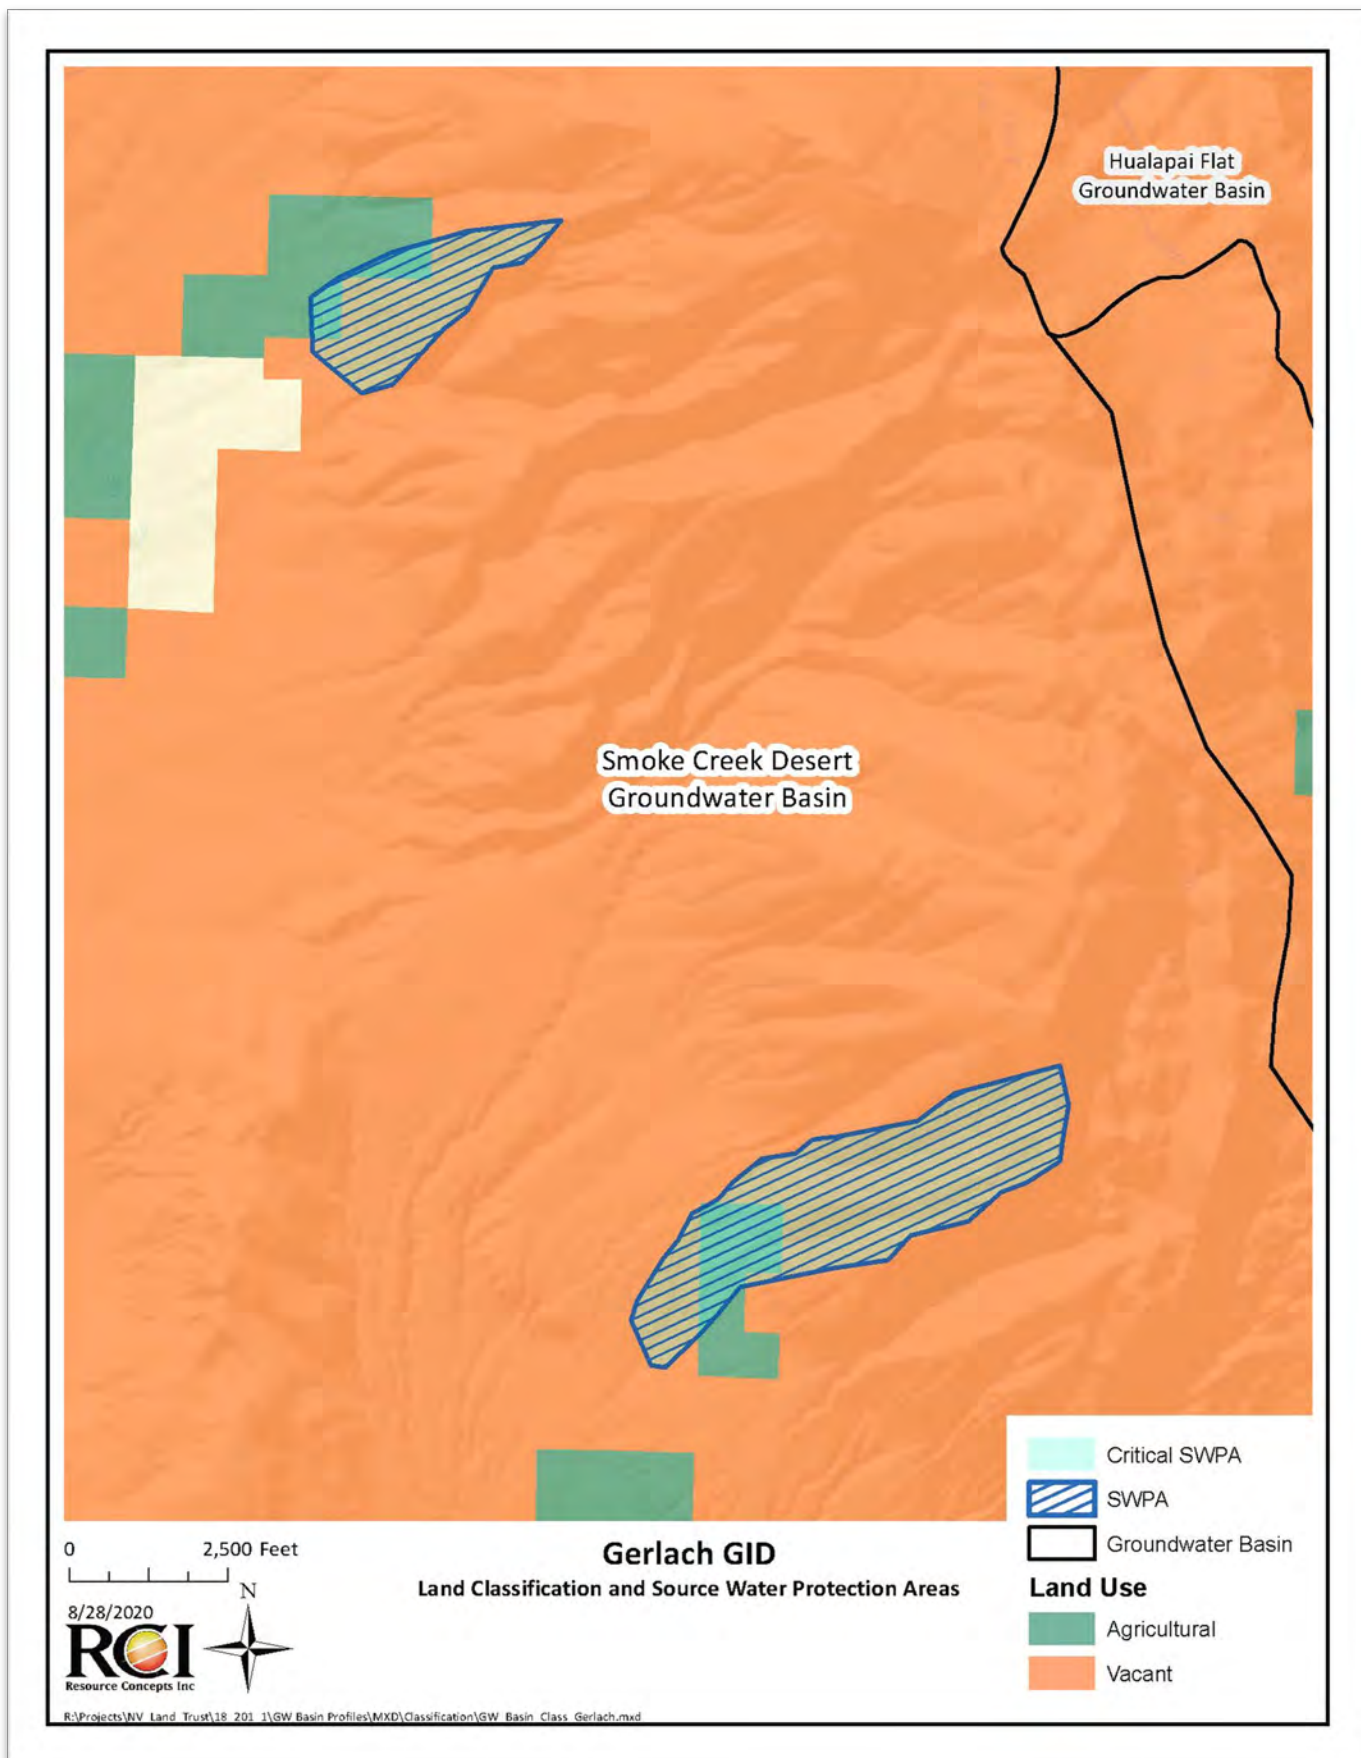 Hualapai Flat
Groundwater Basin
Smoke Creek Desert
Groundwater Basin
Critical SWPA
SWPA
Groundwater Basin
Land Use
Agricultural
Vacant
0 2,500 Feet
N
8/28/2020
RCI
Resource Concepts Inc
Gerlach GID
Land Classification and Source Water Protection Areas
R:\Projects\NV_Land_Trust\18_201_1\GW Basin Profiles\MXD\Classification\GW_Basin_Class_Gerlach.mxd